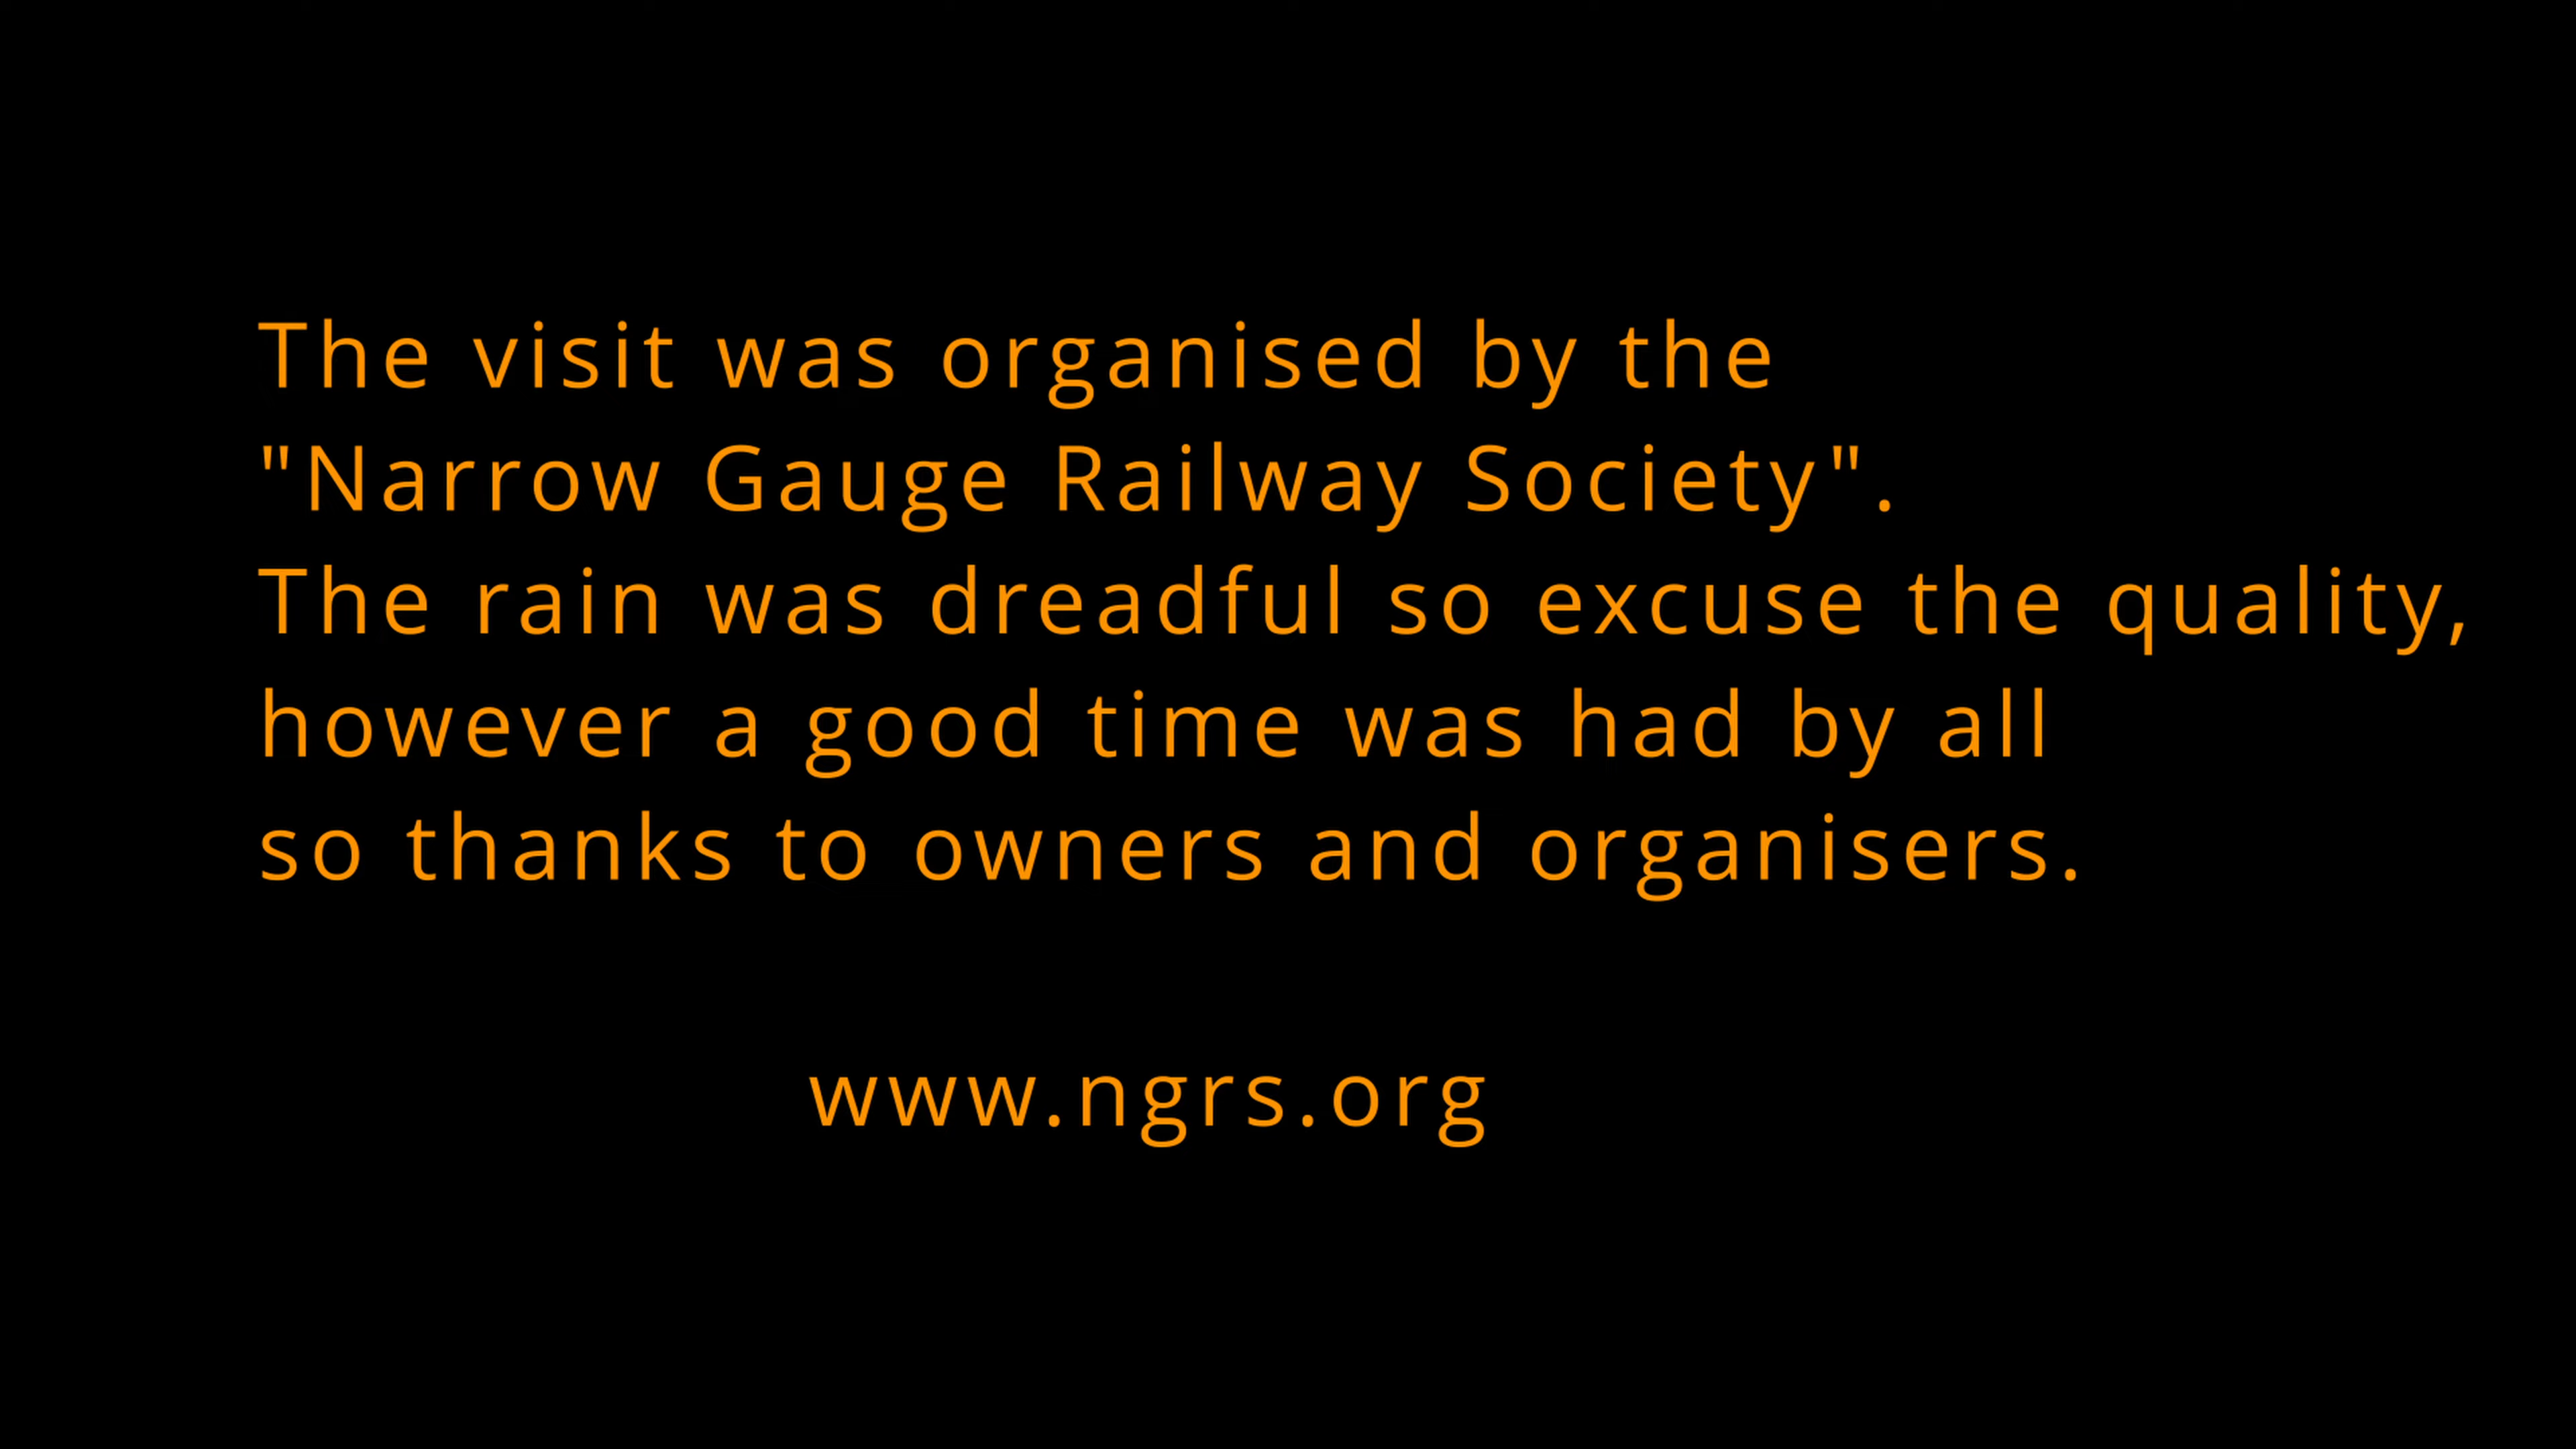 The visit was organised by the
"Narrow Gauge Railway Society".
The rain was dreadful so excuse the quality,
however a good time was had by all
so thanks to owners and organisers.
www.ngrs.org